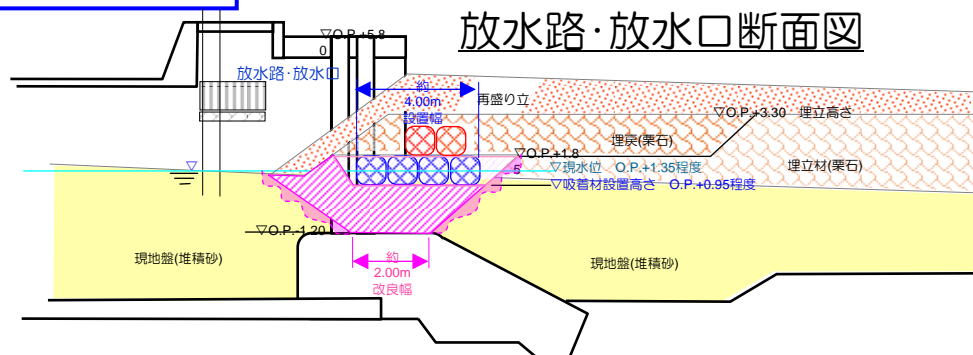 放水路・放水口断面図
▽O.P.+5.8
0
放水路・放水口
約
4.00m
設置幅
再盛り立
▽O.P.+3.30 埋立高さ
埋戻(栗石)
▽O.P.+1.8
5
▽現水位 O.P.+1.35程度
埋立材(栗石)
▽吸着材設置高さ O.P.+0.95程度
▽O.P.-1.20
約
2.00m
改良幅
現地盤(堆積砂)
現地盤(堆積砂)